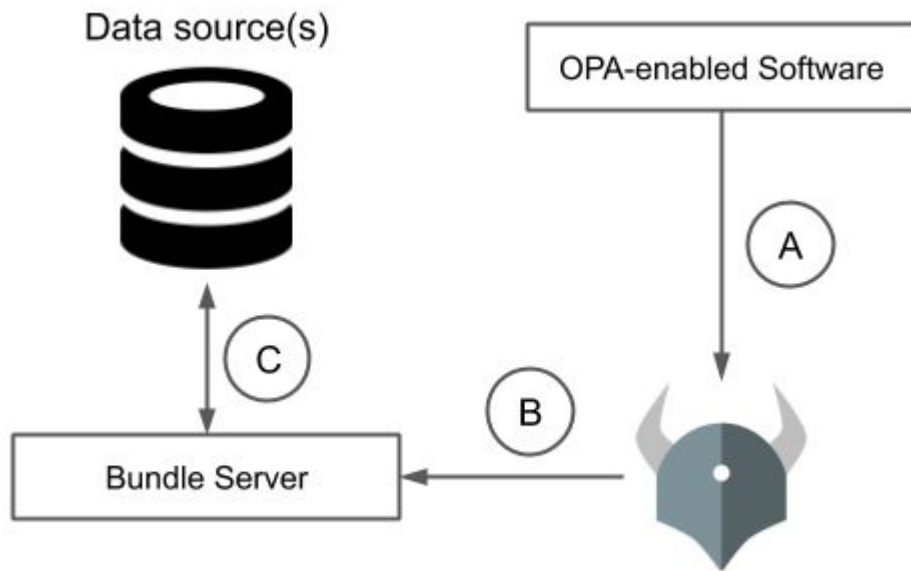 Data source(s)
OPA-enabled Software
A
C
B
Bundle Server